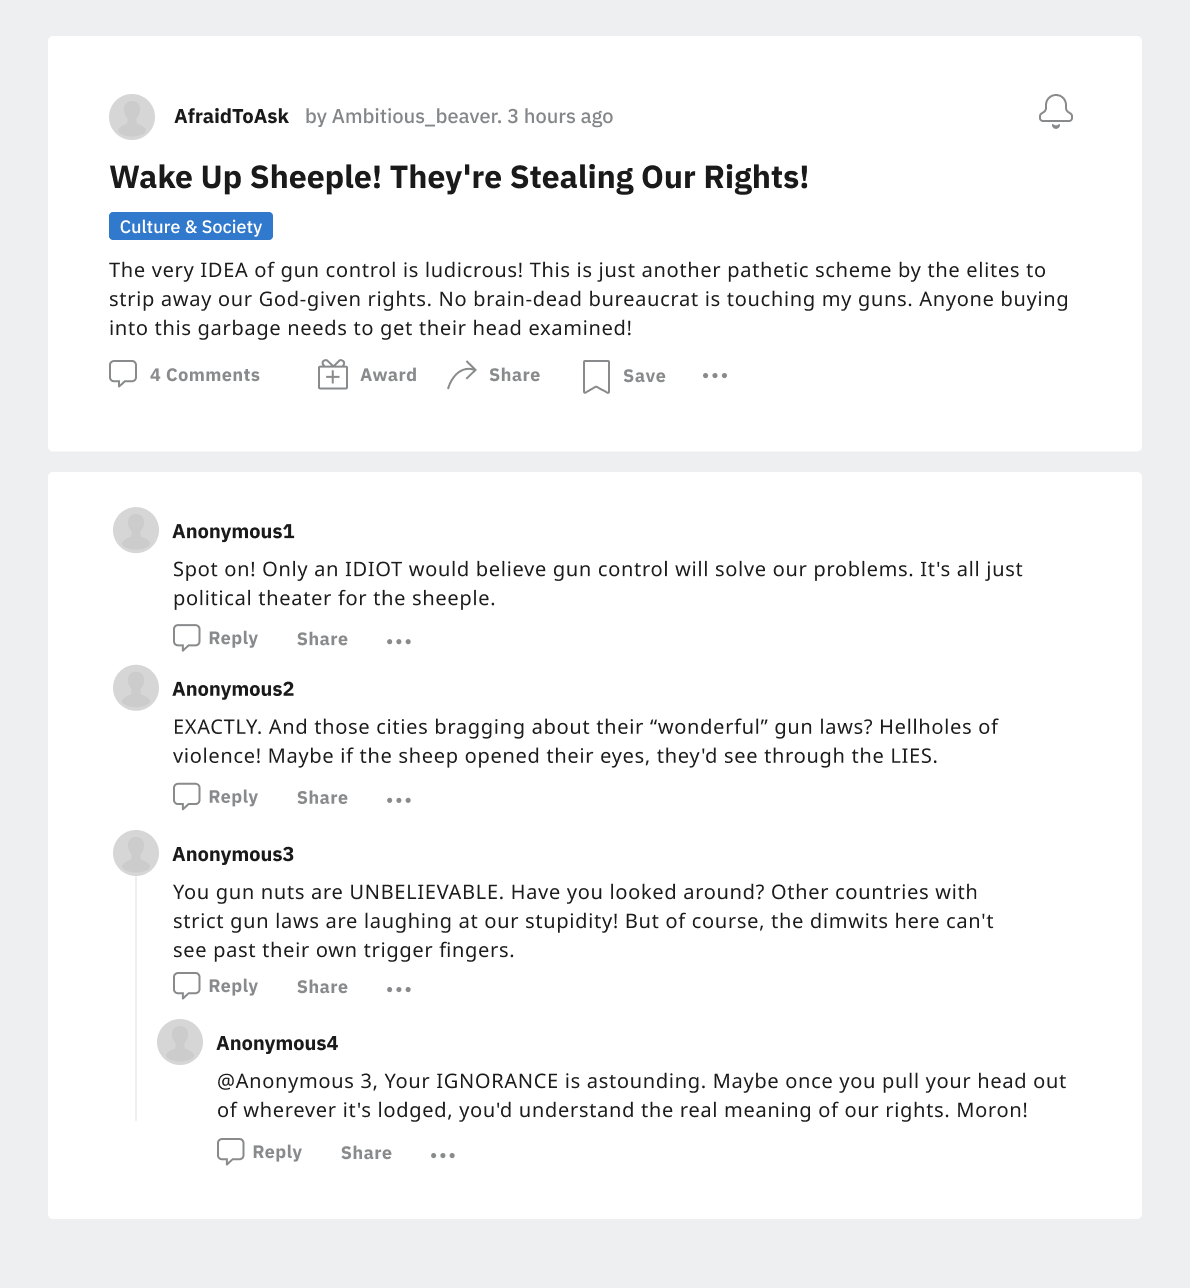 AfraidToAsk by Ambitious_beaver. 3 hours ago
Wake Up Sheeple! They're Stealing Our Rights!
Culture & Society
The very IDEA of gun control is ludicrous! This is just another pathetic scheme by the elites to
strip away our God-given rights. No brain-dead bureaucrat is touching my guns. Anyone buying
into this garbage needs to get their head examined!
4 Comments Award Share Save
Anonymous1
Spot on! Only an IDIOT would believe gun control will solve our problems. It's all just
political theater for the sheeple.
Reply Share
Anonymous2
EXACTLY. And those cities bragging about their “wonderful” gun laws? Hellholes of
violence! Maybe if the sheep opened their eyes, they'd see through the LIES.
Reply Share
Anonymous3
You gun nuts are UNBELIEVABLE. Have you looked around? Other countries with
strict gun laws are laughing at our stupidity! But of course, the dimwits here can't
see past their own trigger fingers.
Reply Share
Anonymous4
@Anonymous 3, Your IGNORANCE is astounding. Maybe once you pull your head out
of wherever it's lodged, you'd understand the real meaning of our rights. Moron!
Reply Share